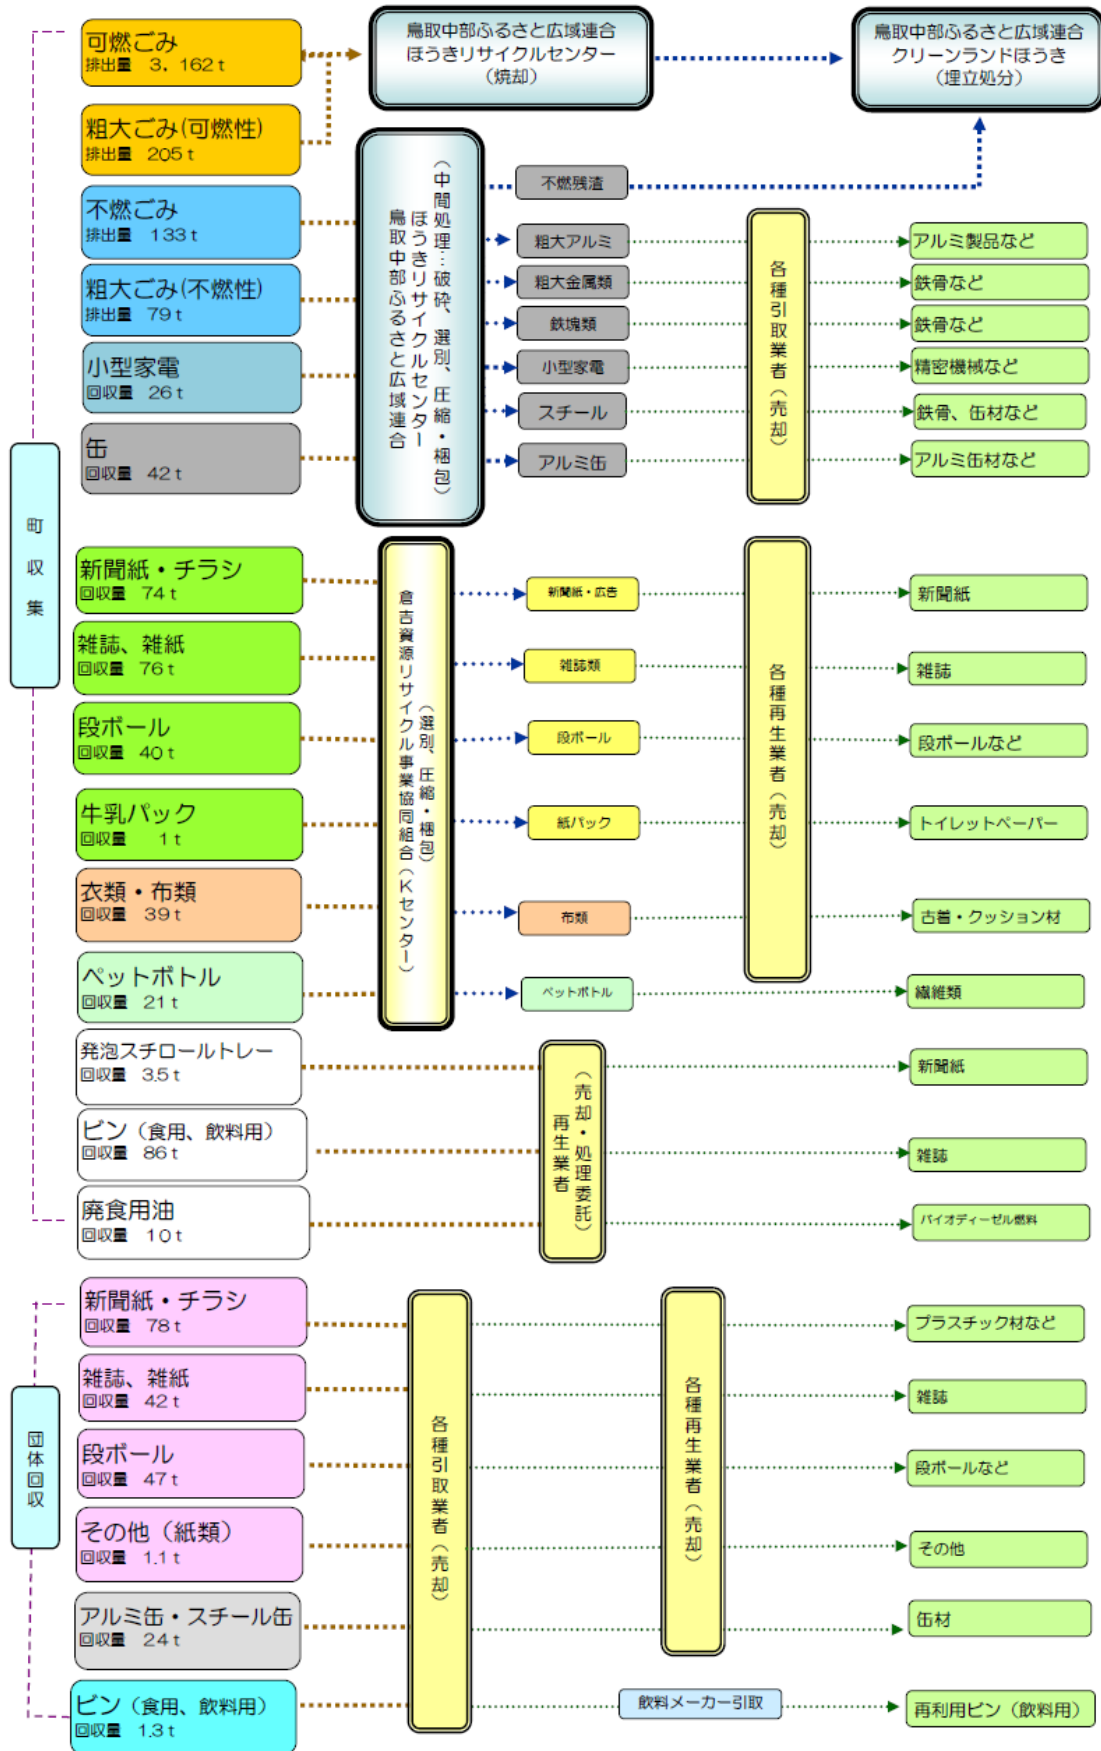 可燃ごみ
排出量 3,162t
粗大ごみ(可燃性)
排出量 205t
不燃ごみ
排出量 133t
粗大ごみ(不燃性)
排出量 79t
小型家電
回収量 26t
缶
回収量 42t
町収集
鳥取中部ふるさと広域連合
ほうきリサイクルセンター
(焼却)
鳥取中部ふるさと広域連合
クリーンランドほうき
(埋立処分)
鳥取中部ふるさと広域連合
ほうきリサイクルセンター
(中間処理…破砕、選別、圧縮・梱包)
不燃残渣
粗大アルミ
粗大金属類
鉄塊類
小型家電
スチール
アルミ缶
各種引取業者(売却)
アルミ製品など
鉄骨など
鉄骨など
精密機械など
鉄骨、缶材など
アルミ缶材など
新聞紙・チラシ
回収量 74t
雑誌、雑紙
回収量 76t
段ボール
回収量 40t
牛乳パック
回収量 1t
衣類・布類
回収量 39t
ペットボトル
回収量 21t
倉吉資源リサイクル事業協同組合(Kセンター)
(選別、圧縮・梱包)
新聞紙・広告
雑誌類
段ボール
紙パック
布類
ペットボトル
各種再生業者(売却)
新聞紙
雑誌
段ボールなど
トイレットペーパー
古着・クッション材
繊維類
発泡スチロールトレー
回収量 3.5t
ビン(食用、飲料用)
回収量 86t
廃食用油
回収量 10t
再生業者
(売却・処理委託)
新聞紙
雑誌
バイオディーゼル燃料
団体回収
新聞紙・チラシ
回収量 78t
雑誌、雑紙
回収量 42t
段ボール
回収量 47t
その他(紙類)
回収量 1.1t
アルミ缶・スチール缶
回収量 24t
ビン(食用、飲料用)
回収量 1.3t
各種引取業者(売却)
各種再生業者(売却)
飲料メーカー引取
プラスチック材など
雑誌
段ボールなど
その他
缶材
再利用ビン(飲料用)